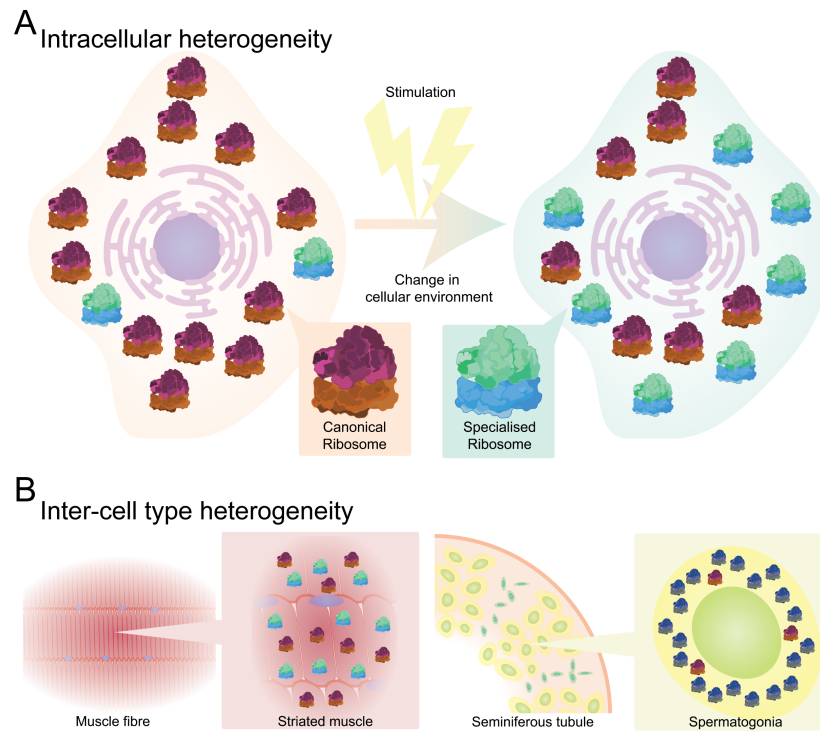 A
Intracellular heterogeneity
Stimulation
Change in
cellular environment
Canonical
Ribosome
Specialised
Ribosome
B
Inter-cell type heterogeneity
Muscle fibre
Striated muscle
Seminiferous tubule
Spermatogonia